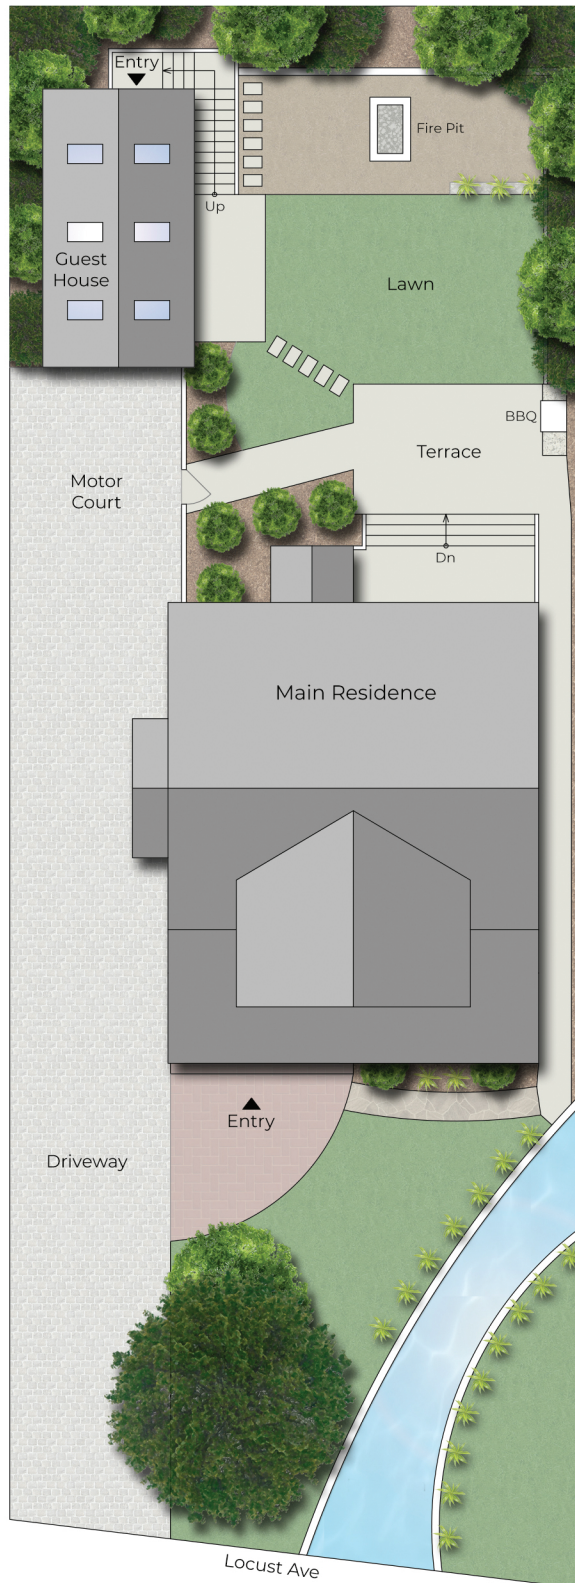 Entry
Fire Pit
Up
Guest
House
Lawn
BBQ
Terrace
Motor
Court
Dn
Main Residence
Entry
Driveway
Locust Ave